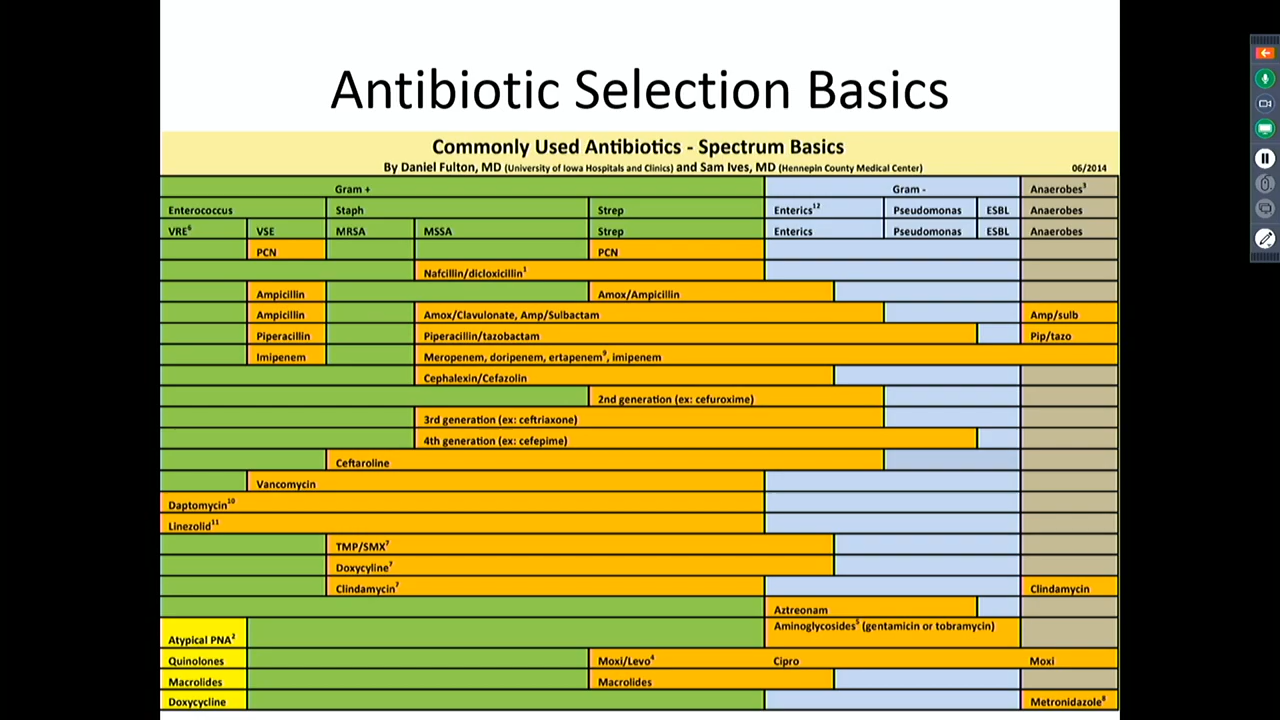 Antibiotic Selection Basics
Commonly Used Antibiotics - Spectrum Basics
By Daniel Fulton, MD (University of Iowa Hospitals and Clinics) and Sam Ives, MD (Hennepin County Medical Center) 06/2014
Gram + Gram - Anaerobes³
Enterococcus Staph Strep Enterics¹² Pseudomonas ESBL Anaerobes
VRE⁶ VSE MRSA MSSA Strep Enterics Pseudomonas ESBL Anaerobes
PCN PCN
Nafcillin/dicloxicillin¹
Ampicillin Amox/Ampicillin
Ampicillin Amox/Clavulonate, Amp/Sulbactam Amp/sulb
Piperacillin Piperacillin/tazobactam Pip/tazo
Imipenem Meropenem, doripenem, ertapenem⁹, imipenem
Cephalexin/Cefazolin
2nd generation (ex: cefuroxime)
3rd generation (ex: ceftriaxone)
4th generation (ex: cefepime)
Ceftaroline
Vancomycin
Daptomycin¹⁰
Linezolid¹¹
TMP/SMX⁷
Doxycyline⁷
Clindamycin⁷ Clindamycin
Aztreonam
Atypical PNA² Aminoglycosides⁵ (gentamicin or tobramycin)
Quinolones Moxi/Levo⁴ Cipro Moxi
Macrolides Macrolides
Doxycycline Metronidazole⁸